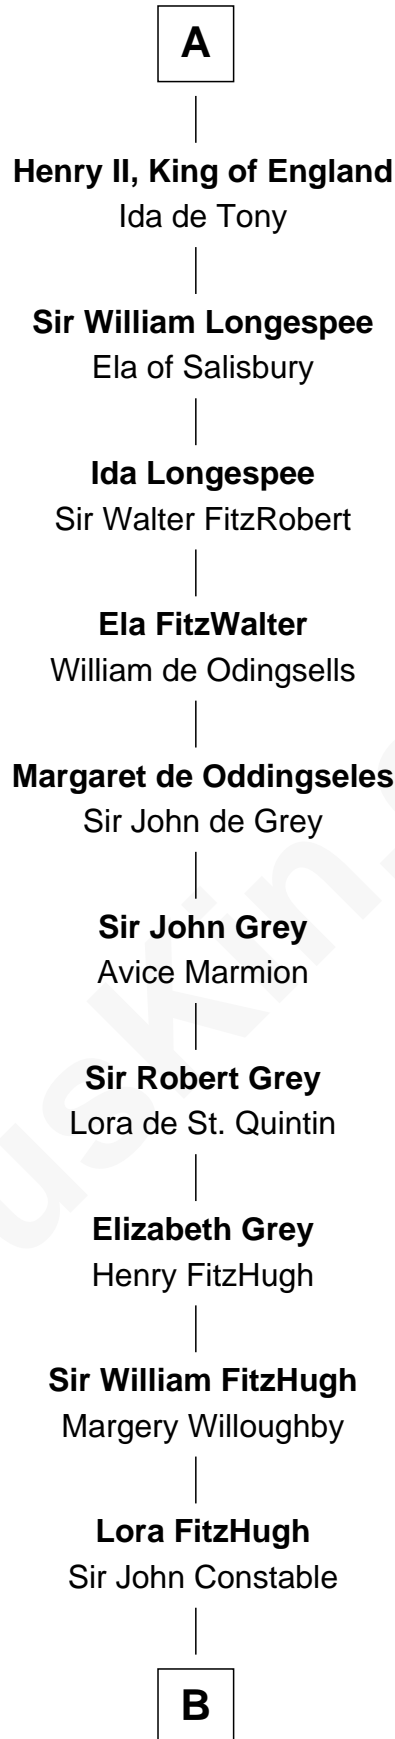 A
Henry II, King of England
Ida de Tony
Sir William Longespee
Ela of Salisbury
Ida Longespee
Sir Walter FitzRobert
Ela FitzWalter
William de Odingsells
Margaret de Oddingseles
Sir John de Grey
Sir John Grey
Avice Marmion
Sir Robert Grey
Lora de St. Quintin
Elizabeth Grey
Henry FitzHugh
Sir William FitzHugh
Margery Willoughby
Lora FitzHugh
Sir John Constable
B